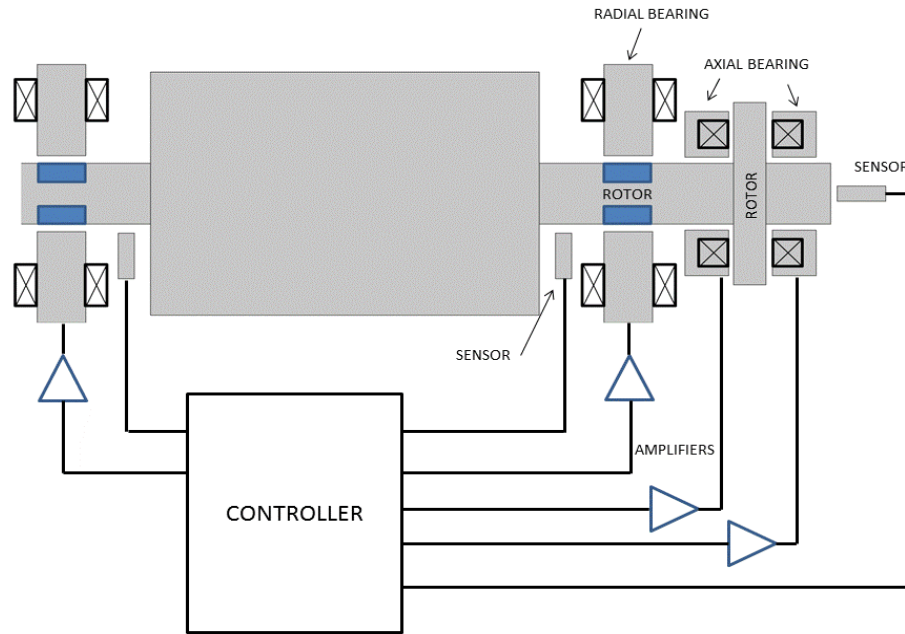 RADIAL BEARING
AXIAL BEARING
SENSOR
ROTOR
ROTOR
SENSOR
AMPLIFIERS
CONTROLLER